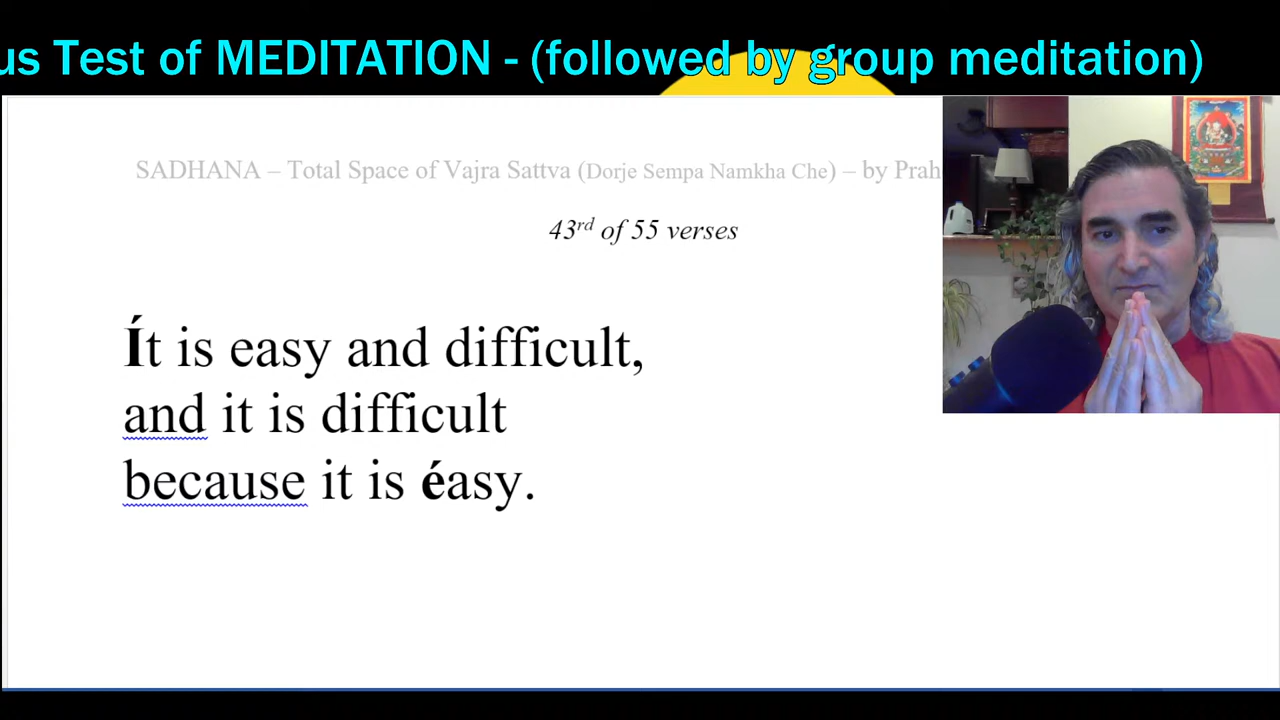 us Test of MEDITATION - (followed by group meditation)
SADHANA – Total Space of Vajra Sattva (Dorje Sempa Namkha Che) – by Prah
43rd of 55 verses
Ít is easy and difficult,
and it is difficult
because it is éasy.